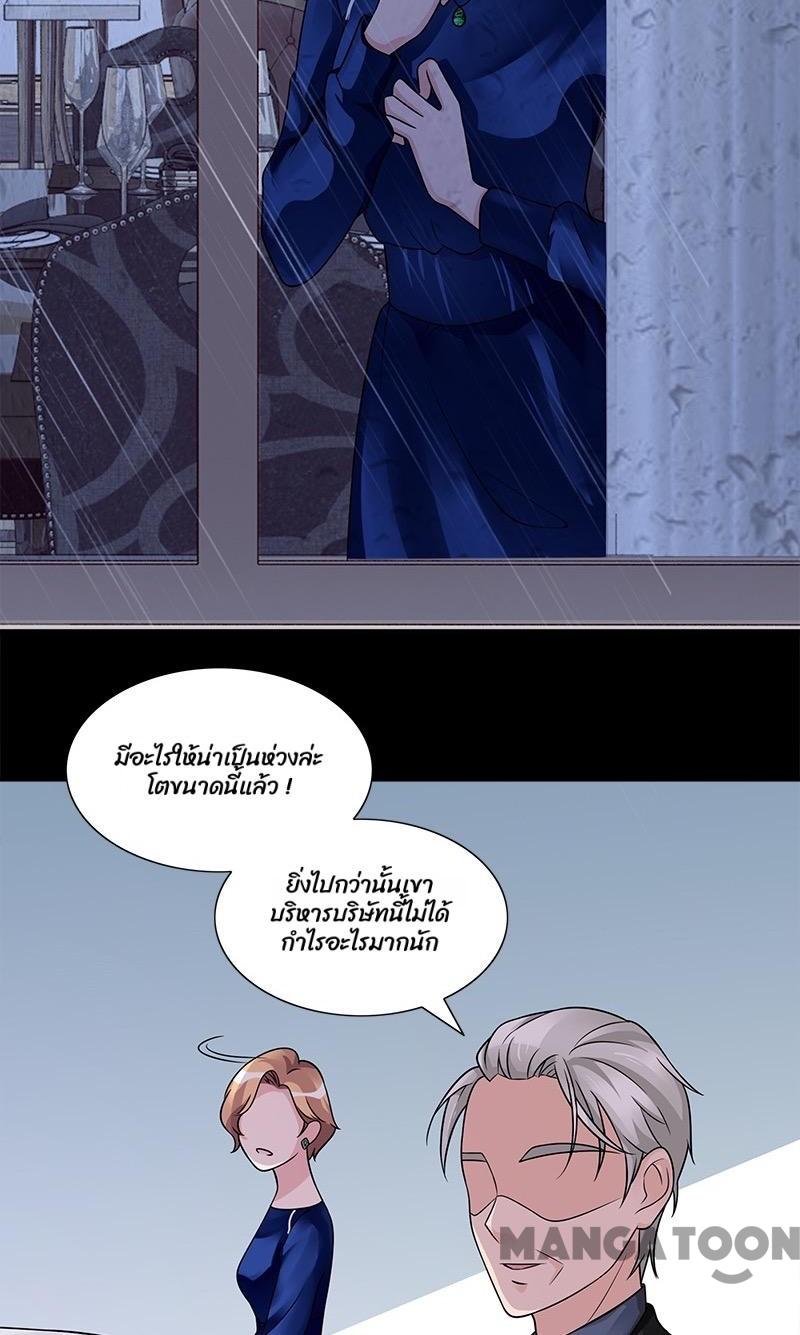 มีอะไรให้น่าเป็นห่วงล่ะ
โตขนาดนี้แล้ว !
ยิ่งไปกว่านั้นเขา
บริหารบริษัทนี้ไม่ได้
กำไรอะไรมากนัก
MANGATOON